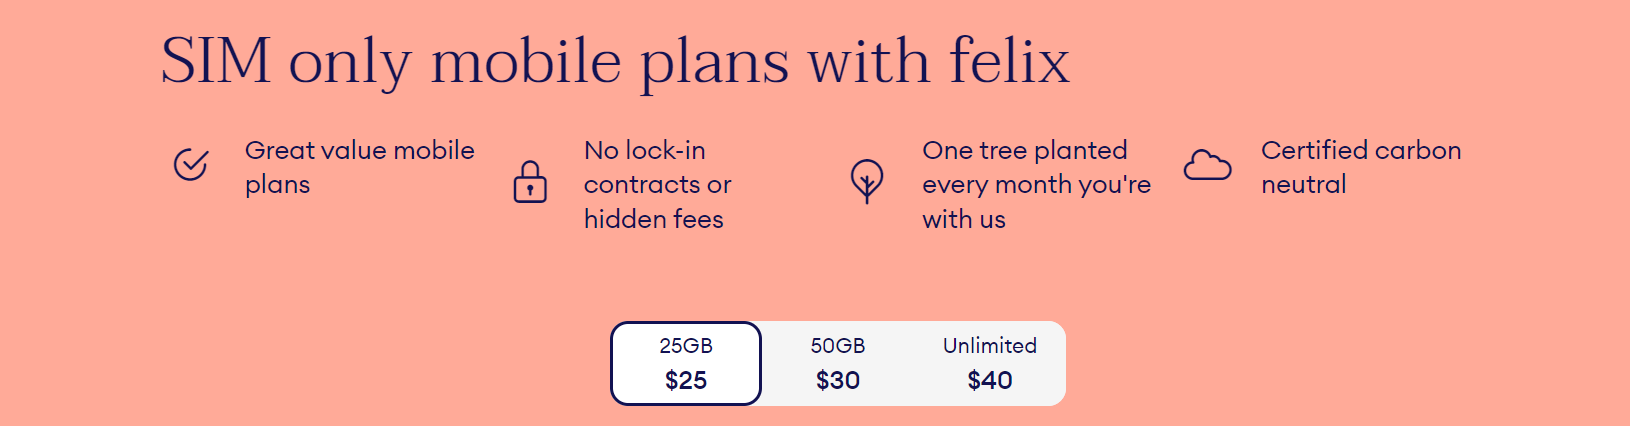 SIM only mobile plans with felix
Great value mobile
plans
No lock-in
contracts or
hidden fees
One tree planted
every month you're
with us
Certified carbon
neutral
25GB
$25
50GB
$30
Unlimited
$40